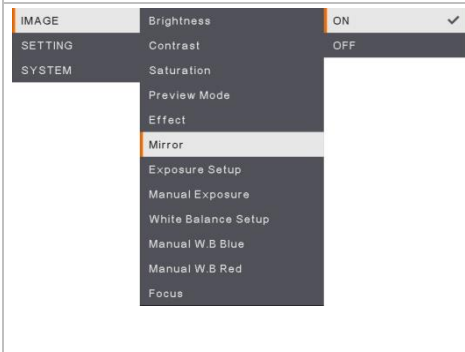 IMAGE
SETTING
SYSTEM
Brightness
Contrast
Saturation
Preview Mode
Effect
Mirror
Exposure Setup
Manual Exposure
White Balance Setup
Manual W.B Blue
Manual W.B Red
Focus
ON
OFF